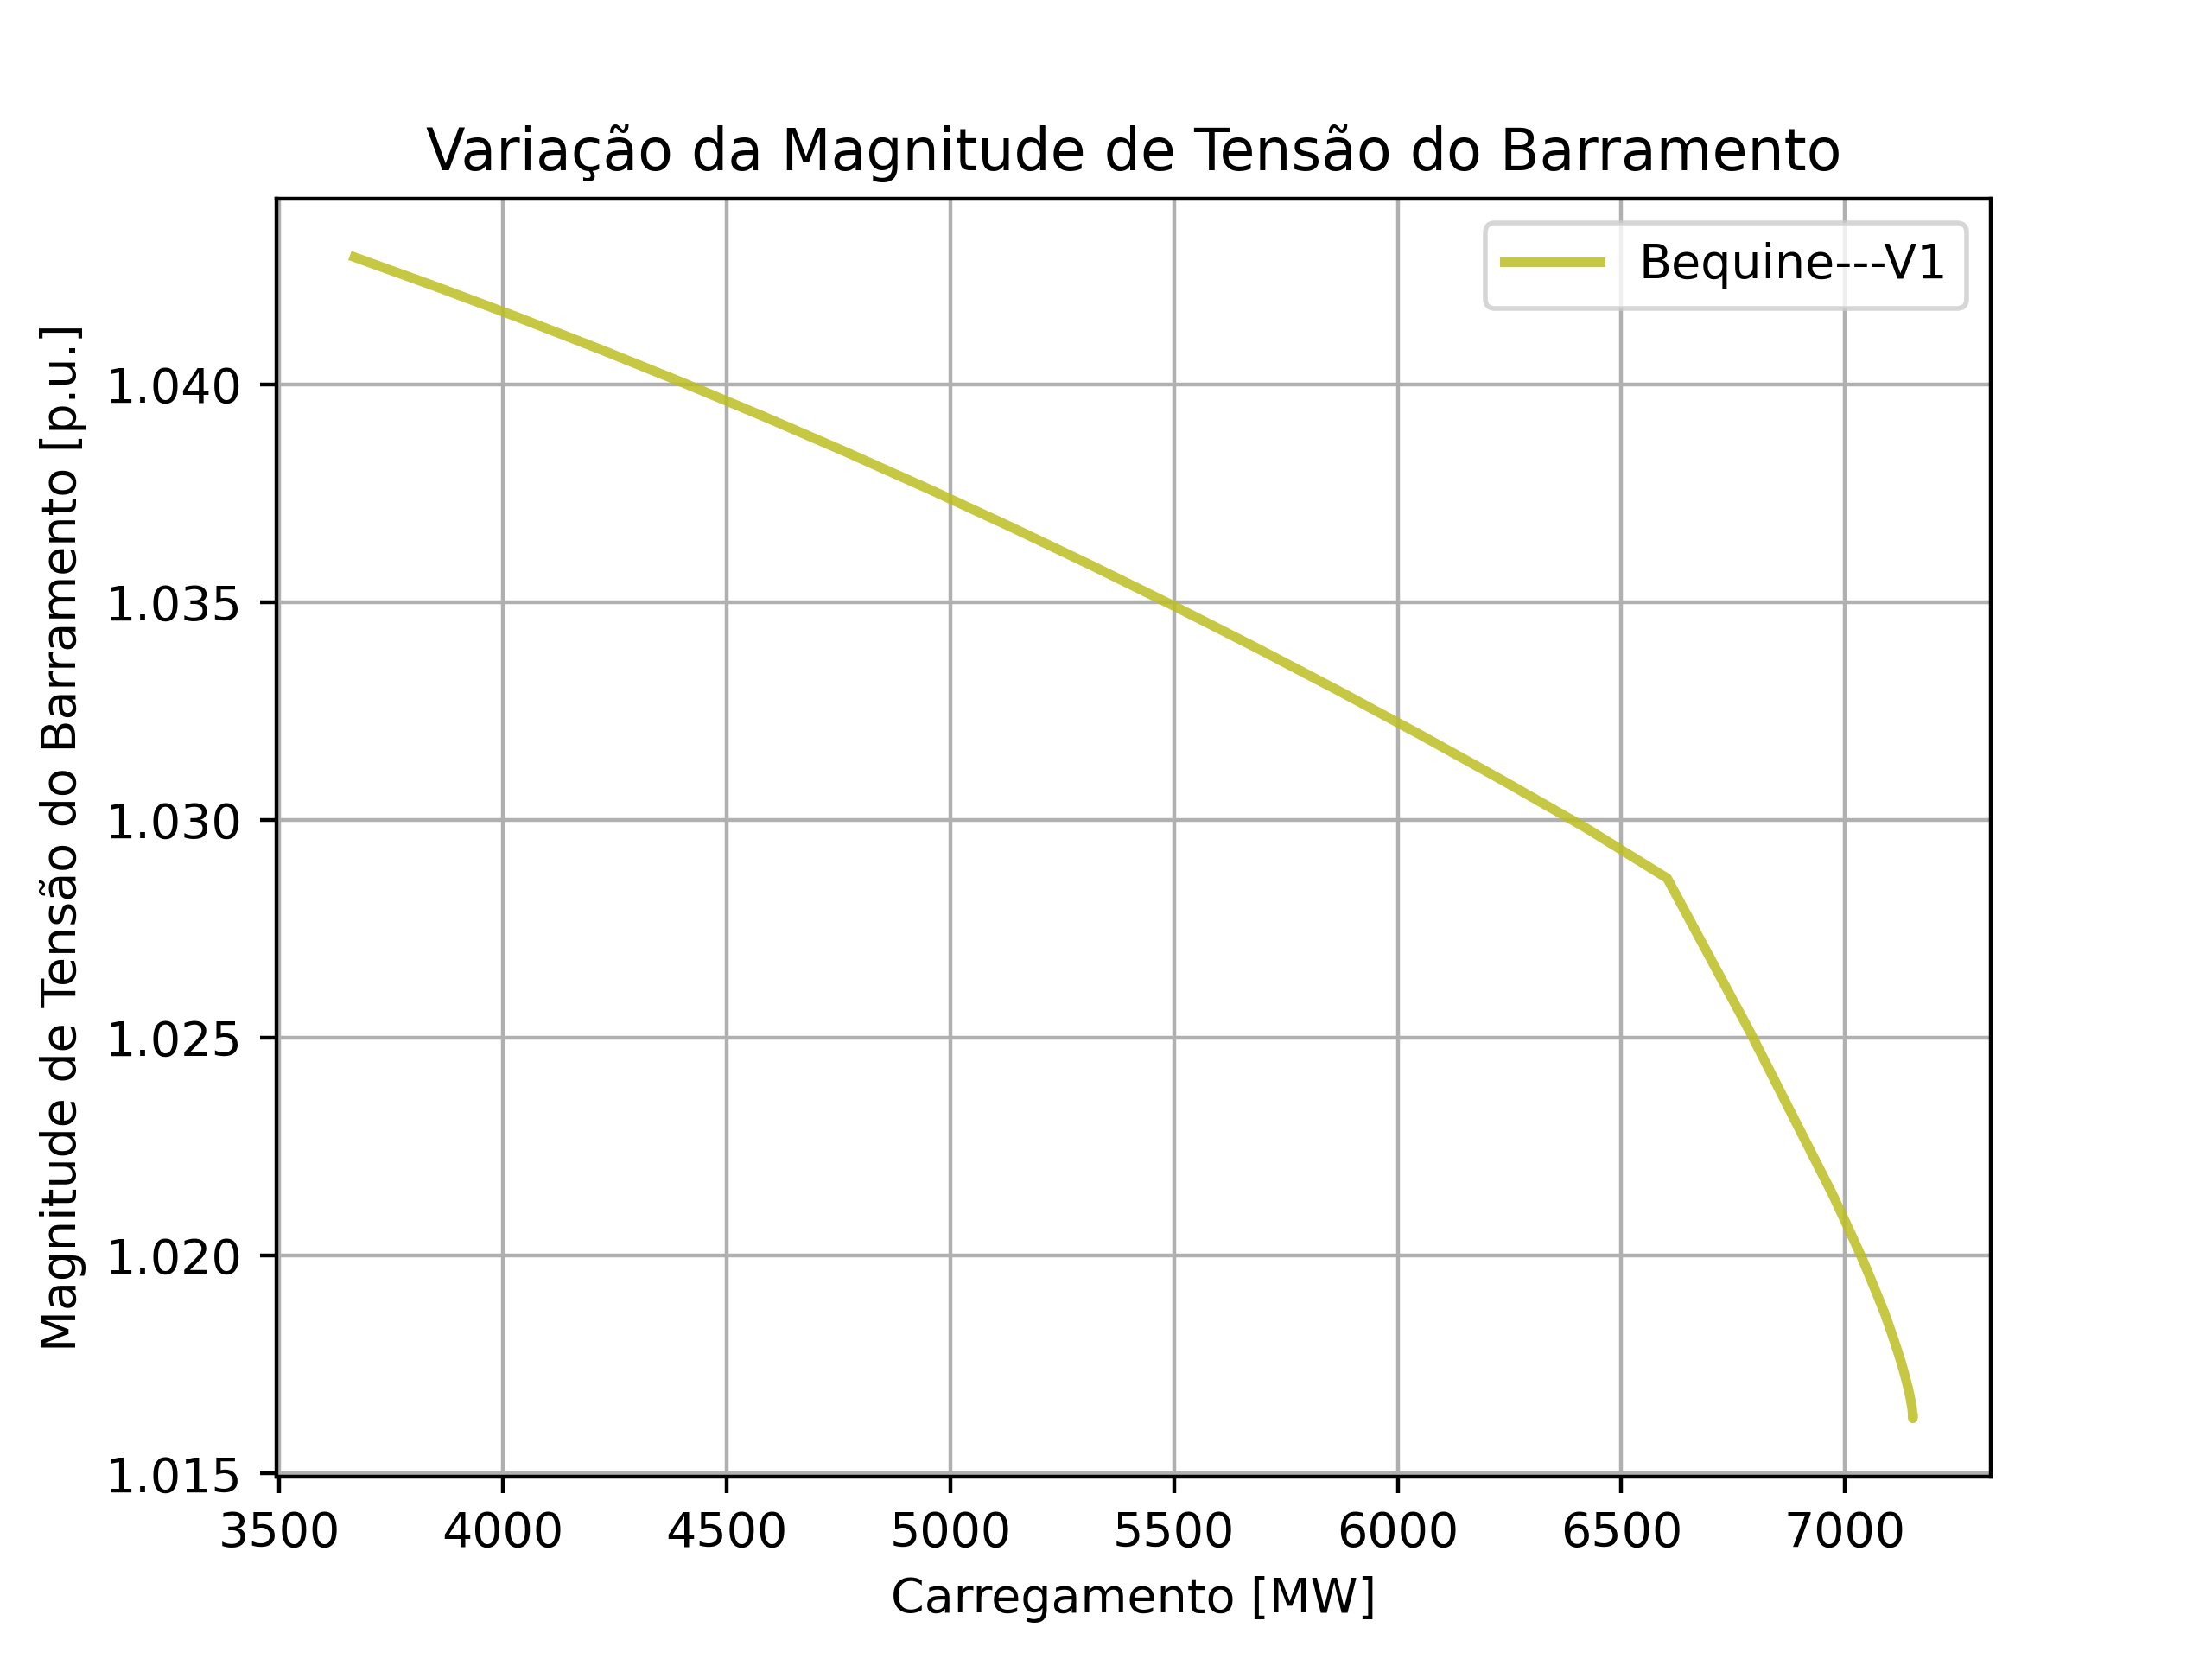 Variação da Magnitude de Tensão do Barramento
Bequine---V1
Magnitude de Tensão do Barramento [p.u.]
1.040
1.035
1.030
1.025
1.020
1.015
3500 4000 4500 5000 5500 6000 6500 7000
Carregamento [MW]